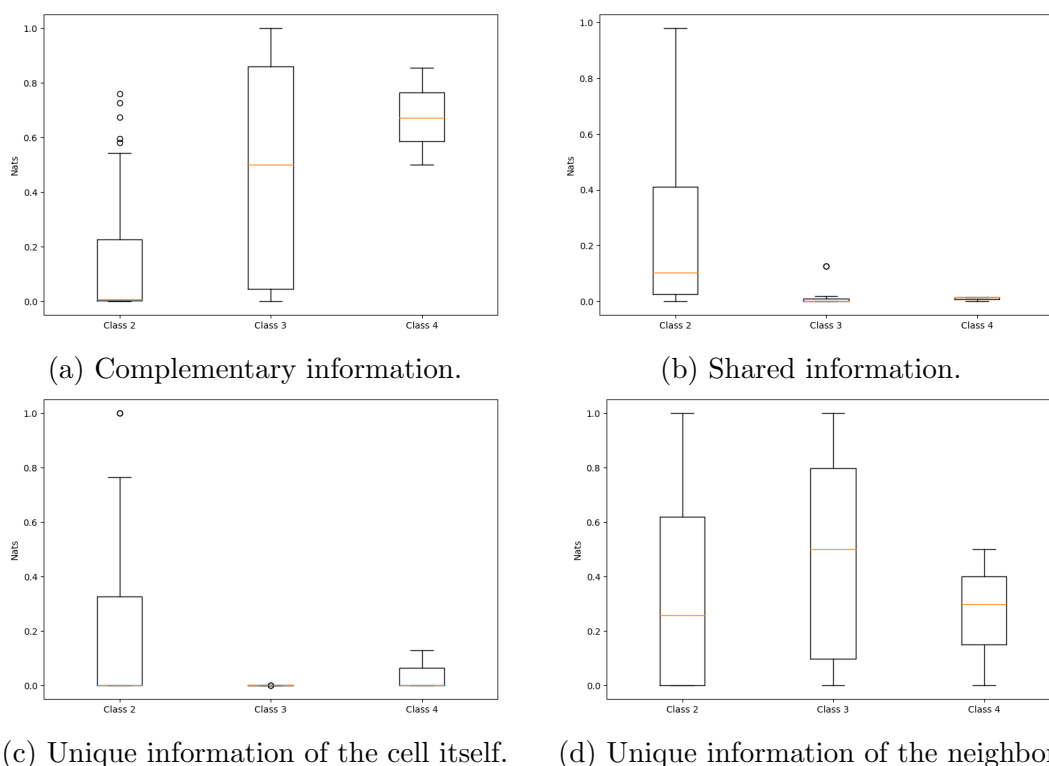 1.0
0.8
0.6
0.4
0.2
0.0
Nats
Class 2 Class 3 Class 4
(a) Complementary information.
1.0
0.8
0.6
0.4
0.2
0.0
Nats
Class 2 Class 3 Class 4
(b) Shared information.
1.0
0.8
0.6
0.4
0.2
0.0
Nats
Class 2 Class 3 Class 4
(c) Unique information of the cell itself.
1.0
0.8
0.6
0.4
0.2
0.0
Nats
Class 2 Class 3 Class 4
(d) Unique information of the neighbor